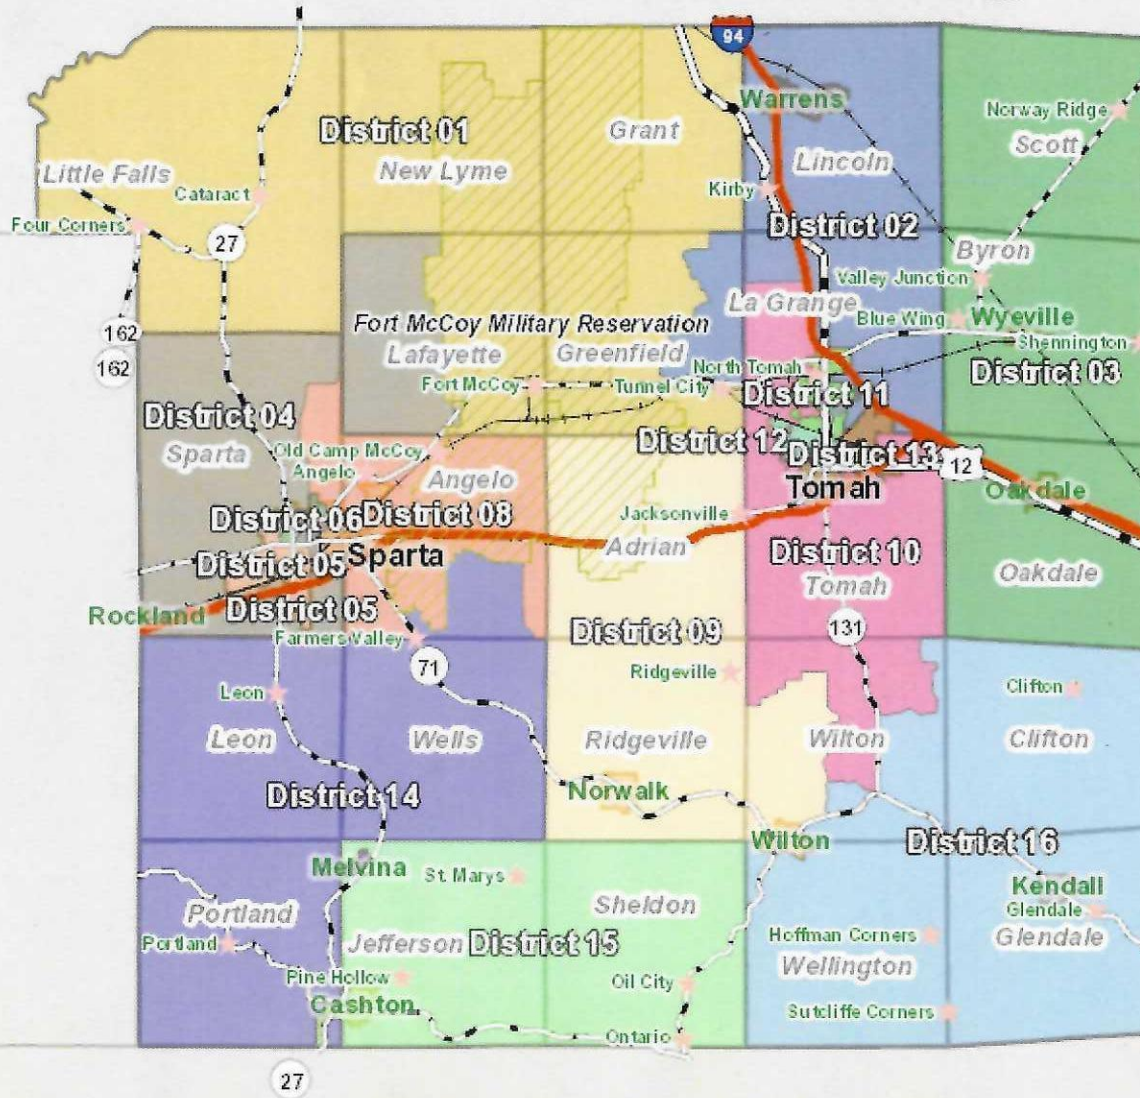 94
Warrens
Norway Ridge
District 01
Grant
Scott
Little Falls
New Lyme
Lincoln
Cataract
Kirby
Four Corners
District 02
27
Byron
Valley Junction
La Grange
162
Fort McCoy Military Reservation
Blue Wing
Wyeville
162
Lafayette
Greenfield
Shennington
North Tomah
Fort McCoy
Tunnel City
District 03
District 11
District 04
Sparta
District 12
District 13
Old Camp McCoy
Angelo
Angelo
12
Tomah
Oakdale
District 06
District 08
Jacksonville
Sparta
Adrian
District 10
District 05
Tomah
Oakdale
Rockland
District 05
Farmers Valley
District 09
131
71
Ridgeville
Leon
Clifton
Leon
Wells
Ridgeville
Wilton
Clifton
District 14
Norwalk
Wilton
District 16
Melvina
St. Marys
Kendall
Portland
Sheldon
Glendale
Portland
Jefferson
District 15
Hoffman Corners
Glendale
Wellington
Pine Hollow
Oil City
Cashton
Sutcliffe Corners
Ontario
27